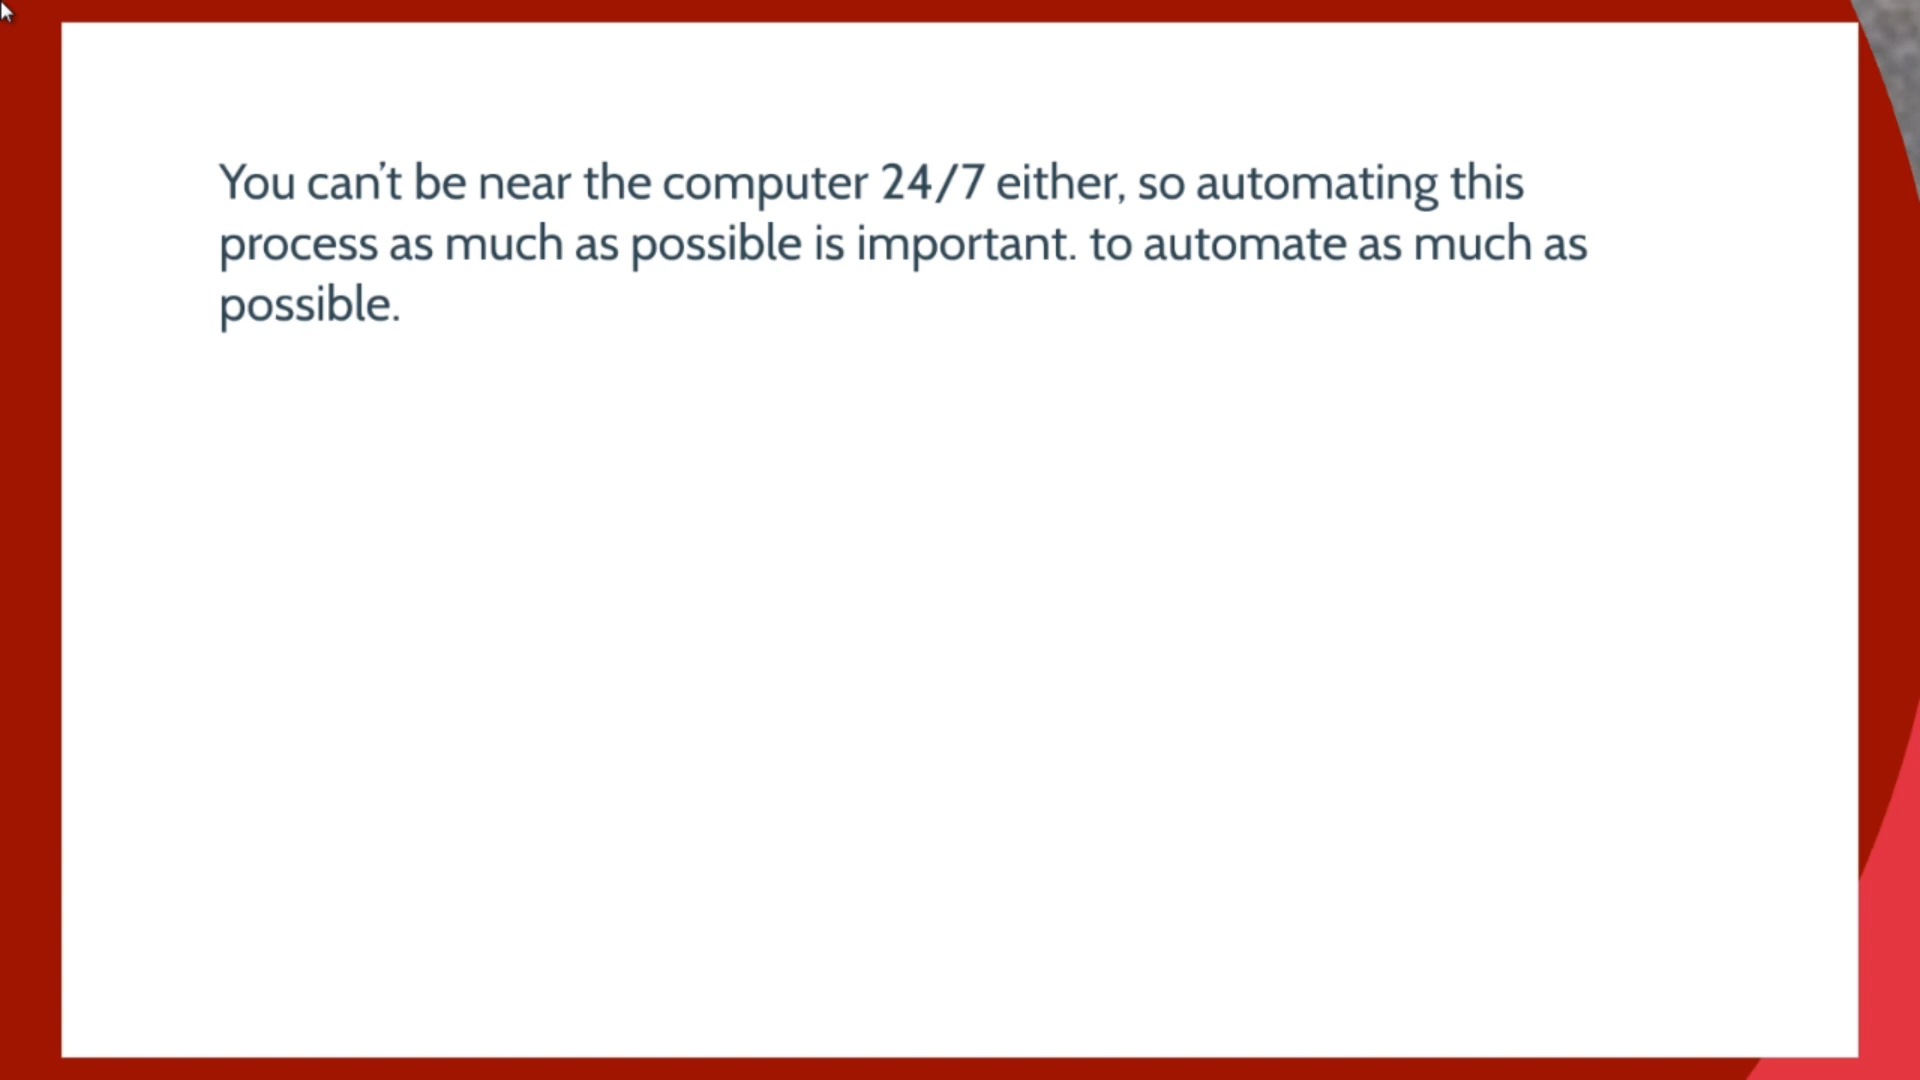 You can’t be near the computer 24/7 either, so automating this
process as much as possible is important. to automate as much as
possible.